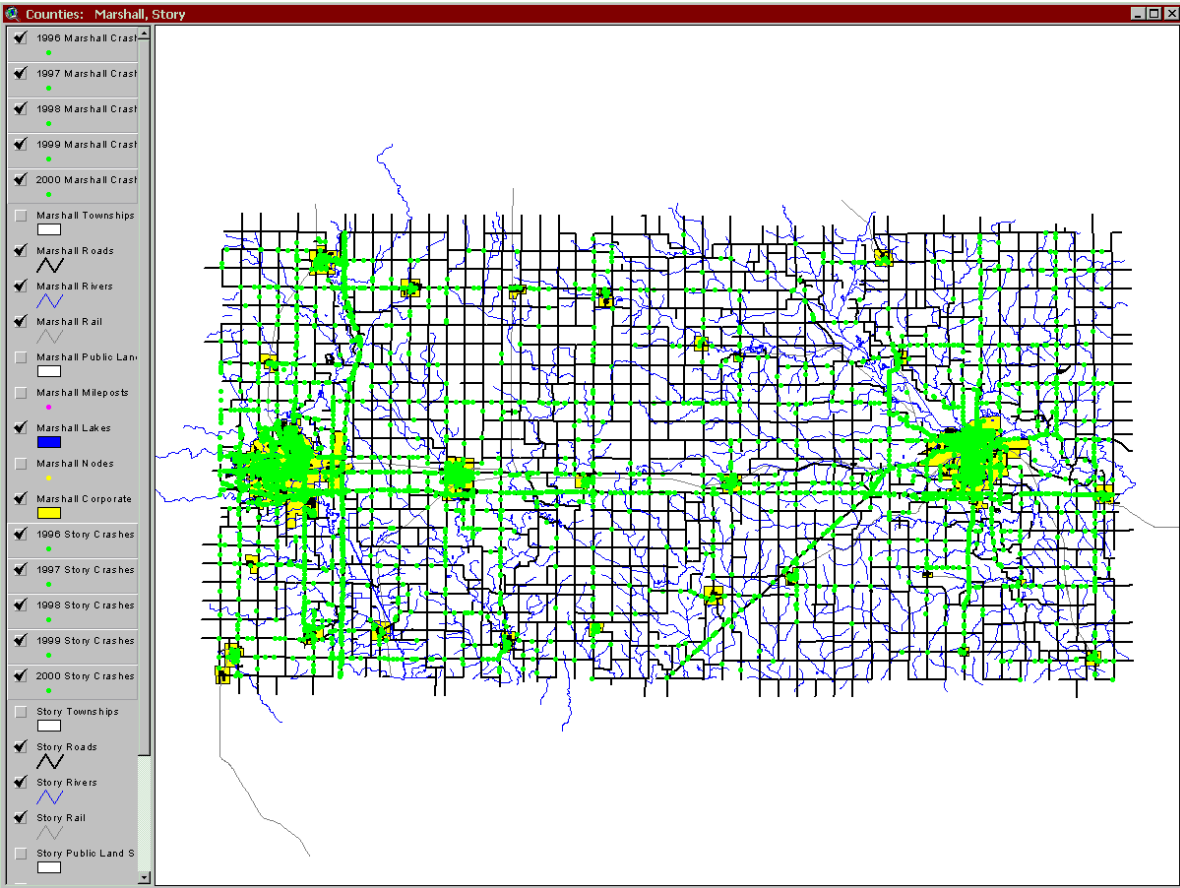 Counties: Marshall, Story
1996 Marshall Crash
1997 Marshall Crash
1998 Marshall Crash
1999 Marshall Crash
2000 Marshall Crash
Marshall Townships
Marshall Roads
Marshall Rivers
Marshall Rail
Marshall Public Lan
Marshall Mileposts
Marshall Lakes
Marshall Nodes
Marshall Corporate
1996 Story Crashes
1997 Story Crashes
1998 Story Crashes
1999 Story Crashes
2000 Story Crashes
Story Townships
Story Roads
Story Rivers
Story Rail
Story Public Land S